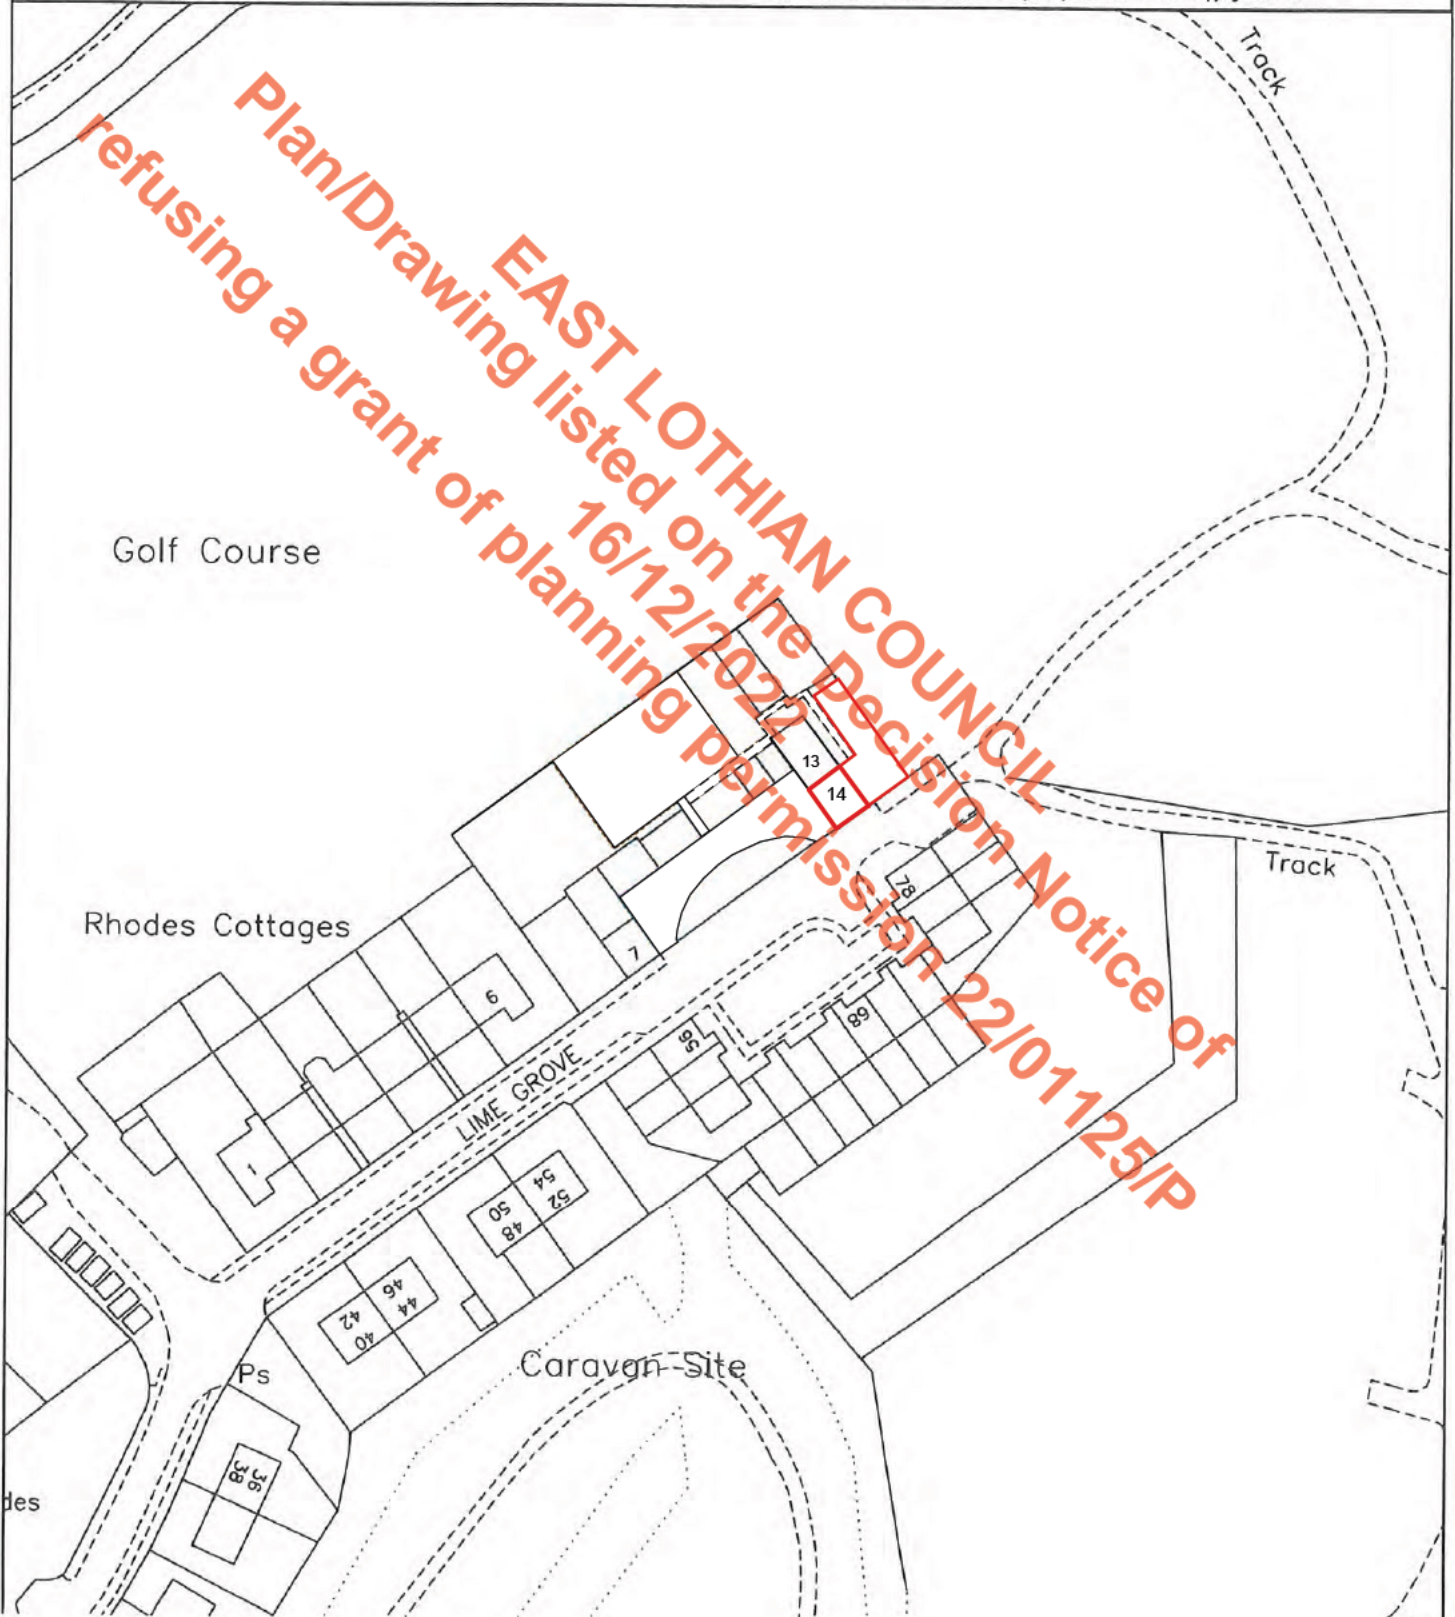 Track
EAST LOTHIAN COUNCIL
Plan/Drawing listed on the Decision Notice of
16/12/2022
refusing a grant of planning permission 22/01125/P
Golf Course
13
14
Track
78
Rhodes Cottages
7
6
68
56
LIME GROVE
1
54
52
50
48
46
44
42
40
Caravan Site
Ps
36
38
des